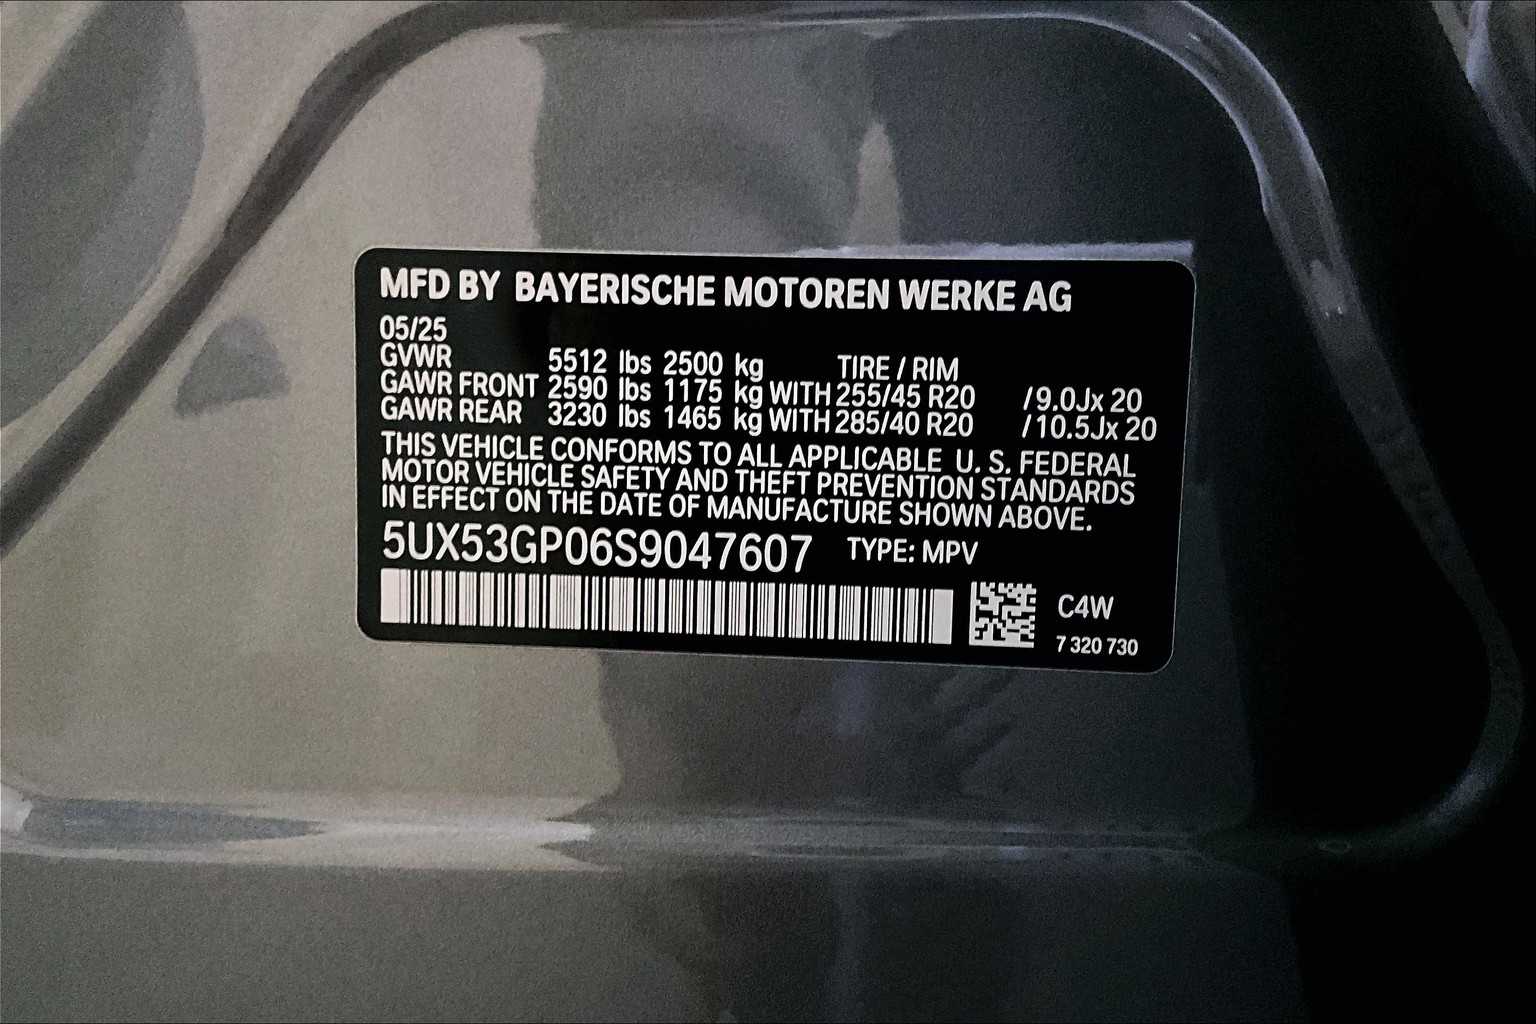 MFD BY BAYERISCHE MOTOREN WERKE AG
05/25
GVWR 5512 lbs 2500 kg TIRE / RIM
GAWR FRONT 2590 lbs 1175 kg WITH 255/45 R20 /9.0Jx 20
GAWR REAR 3230 lbs 1465 kg WITH 285/40 R20 /10.5Jx 20
THIS VEHICLE CONFORMS TO ALL APPLICABLE U. S. FEDERAL
MOTOR VEHICLE SAFETY AND THEFT PREVENTION STANDARDS
IN EFFECT ON THE DATE OF MANUFACTURE SHOWN ABOVE.
5UX53GP06S9047607 TYPE: MPV
C4W
7 320 730